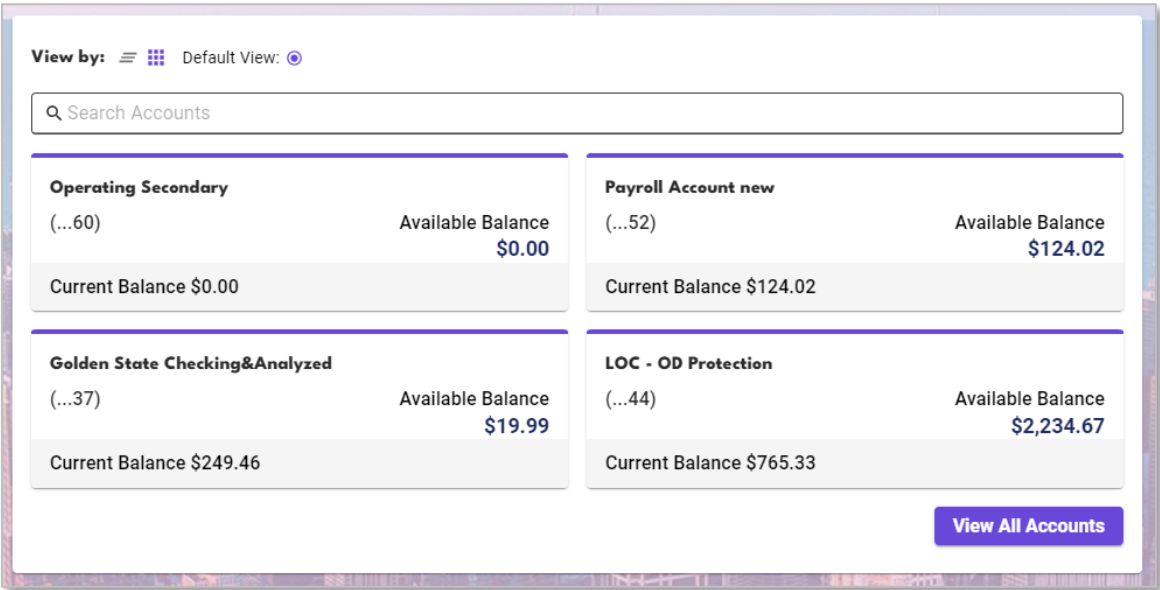 View by: Default View:
Search Accounts
Operating Secondary
(...60) Available Balance
$0.00
Current Balance $0.00
Payroll Account new
(...52) Available Balance
$124.02
Current Balance $124.02
Golden State Checking&Analyzed
(...37) Available Balance
$19.99
Current Balance $249.46
LOC - OD Protection
(...44) Available Balance
$2,234.67
Current Balance $765.33
View All Accounts